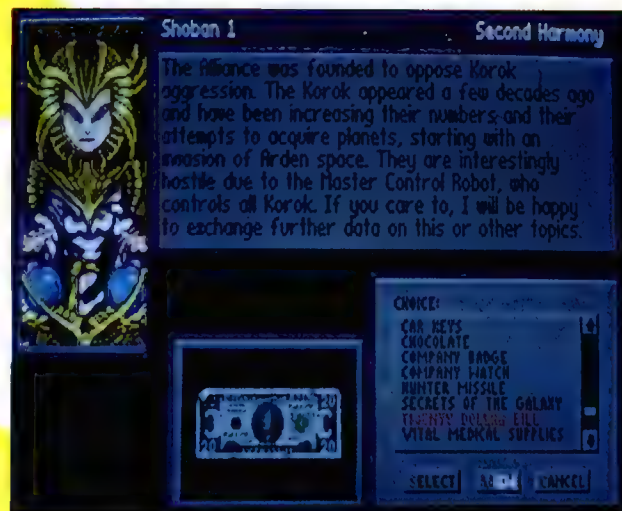 Shoban 1
Second Harmony
The Alliance was founded to oppose Korok
aggression. The Korok appeared a few decades ago
and have been increasing their numbers and their
attempts to acquire planets, starting with an
invasion of Arden space. They are interestingly
hostile due to the Master Control Robot, who
controls all Korok. If you care to, I will be happy
to exchange further data on this or other topics.
CHOICE:
CAR KEYS
CHOCOLATE
COMPANY BADGE
COMPANY WATCH
HUNTER MISSILE
SECRETS OF THE GALAXY
TWENTY DOLLAR BILL
VITAL MEDICAL SUPPLIES
20 20
20 20
SELECT CANCEL